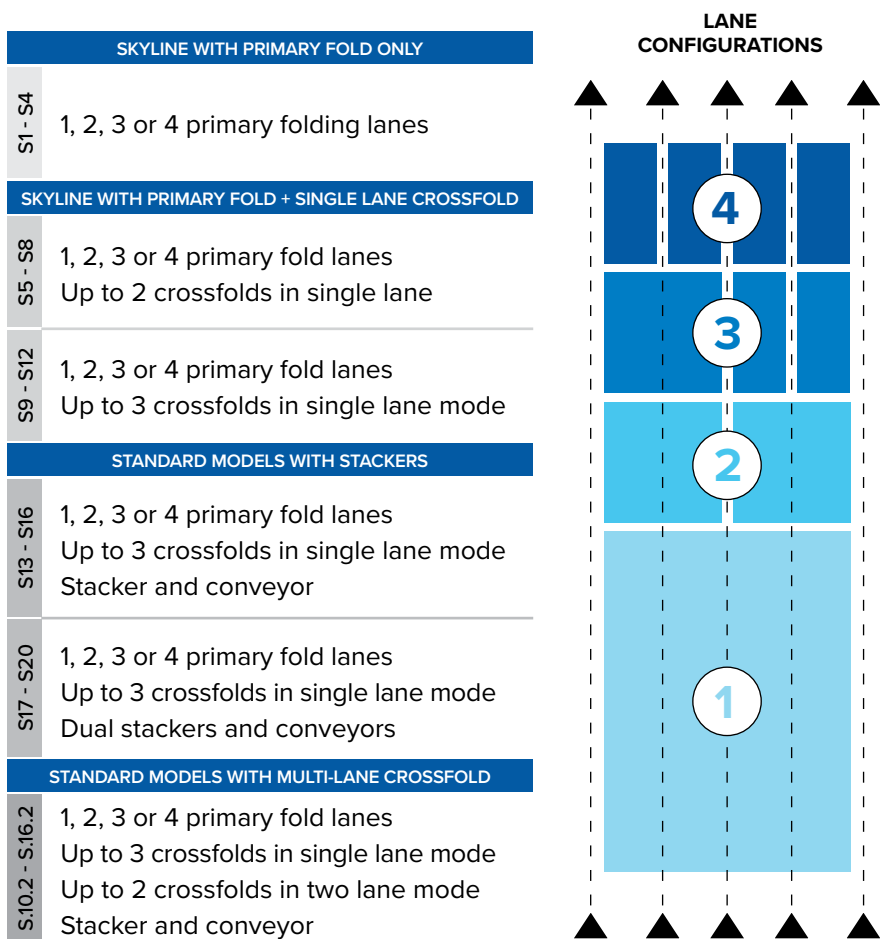 SKYLINE WITH PRIMARY FOLD ONLY
S1 - S4
1, 2, 3 or 4 primary folding lanes
SKYLINE WITH PRIMARY FOLD + SINGLE LANE CROSSFOLD
S5 - S8
1, 2, 3 or 4 primary fold lanes
Up to 2 crossfolds in single lane
S9 - S12
1, 2, 3 or 4 primary fold lanes
Up to 3 crossfolds in single lane mode
STANDARD MODELS WITH STACKERS
S13 - S16
1, 2, 3 or 4 primary fold lanes
Up to 3 crossfolds in single lane mode
Stacker and conveyor
S17 - S20
1, 2, 3 or 4 primary fold lanes
Up to 3 crossfolds in single lane mode
Dual stackers and conveyors
STANDARD MODELS WITH MULTI-LANE CROSSFOLD
S.10.2 - S.16.2
1, 2, 3 or 4 primary fold lanes
Up to 3 crossfolds in single lane mode
Up to 2 crossfolds in two lane mode
Stacker and conveyor
LANE
CONFIGURATIONS
4
3
2
1